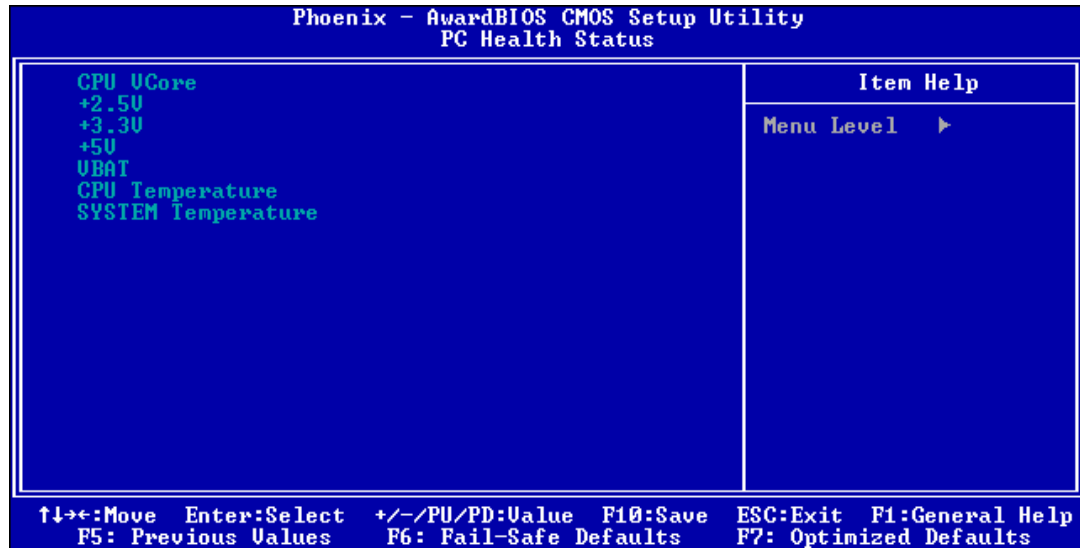 Phoenix - AwardBIOS CMOS Setup Utility
PC Health Status
CPU VCore
+2.5V
+3.3V
+5V
VBAT
CPU Temperature
SYSTEM Temperature
Item Help
Menu Level ►
↑↓→←:Move Enter:Select +/-/PU/PD:Value F10:Save ESC:Exit F1:General Help
F5: Previous Values F6: Fail-Safe Defaults F7: Optimized Defaults